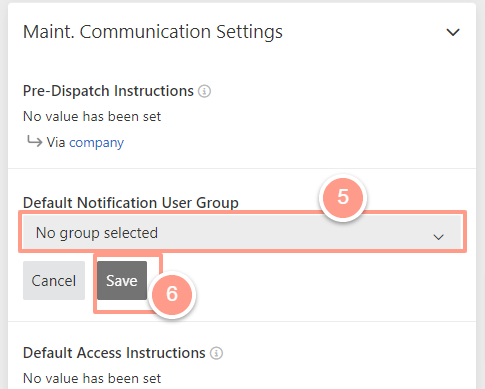 Maint. Communication Settings
Pre-Dispatch Instructions
No value has been set
Via company
Default Notification User Group
5
No group selected
Cancel
Save
6
Default Access Instructions
No value has been set